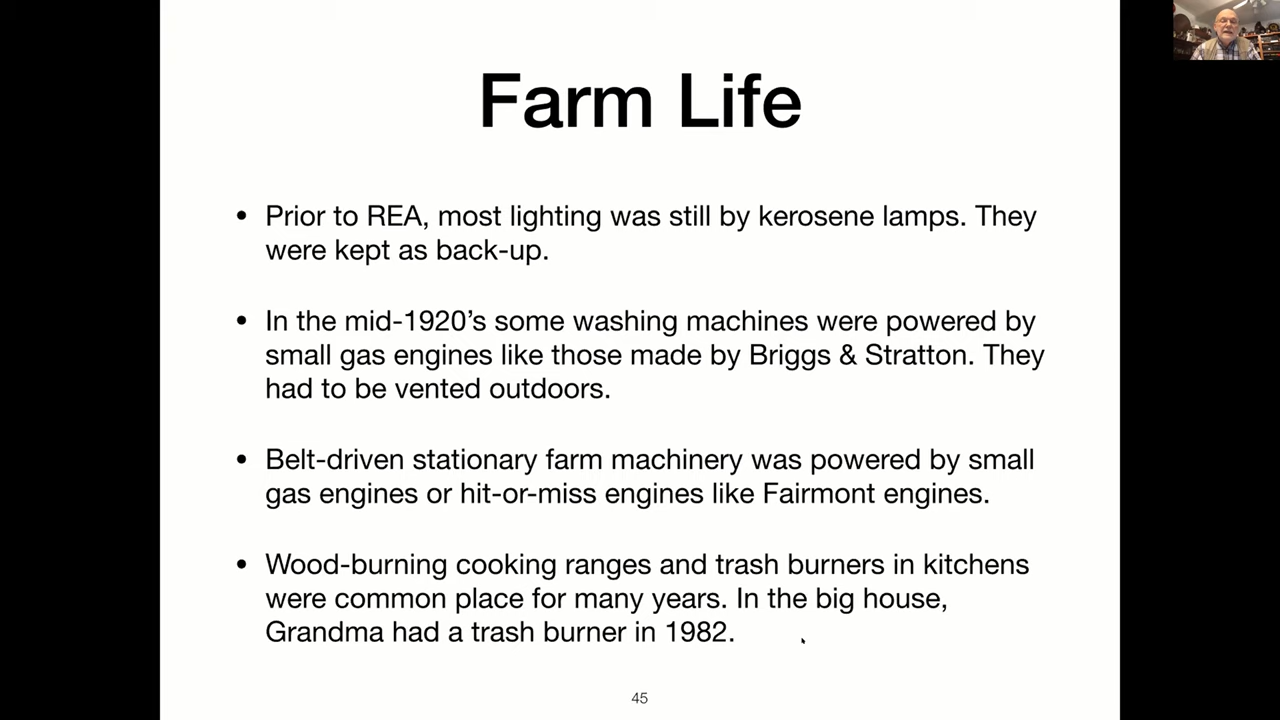 Farm Life
• Prior to REA, most lighting was still by kerosene lamps. They
were kept as back-up.
• In the mid-1920’s some washing machines were powered by
small gas engines like those made by Briggs & Stratton. They
had to be vented outdoors.
• Belt-driven stationary farm machinery was powered by small
gas engines or hit-or-miss engines like Fairmont engines.
• Wood-burning cooking ranges and trash burners in kitchens
were common place for many years. In the big house,
Grandma had a trash burner in 1982.
45